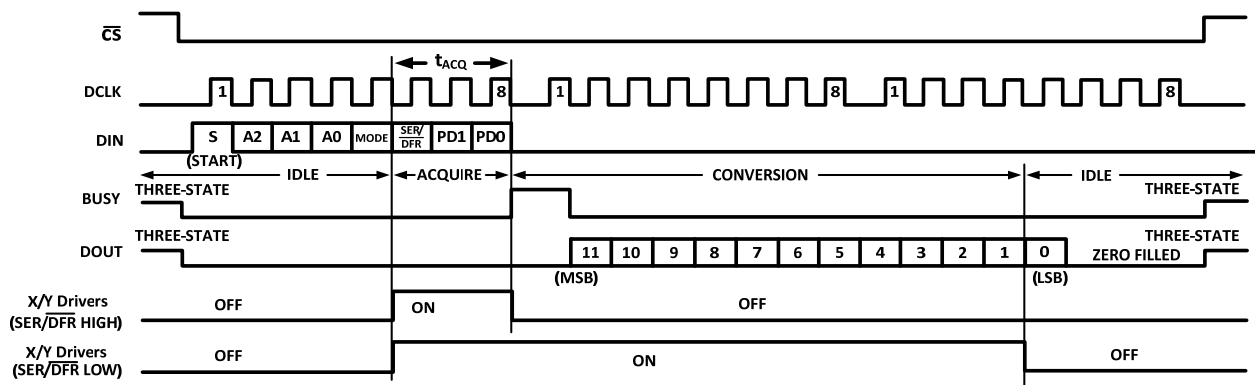 CS
tACQ
DCLK 1 8 1 8 1 8
DIN S A2 A1 A0 MODE SER/DFR PD1 PD0
(START)
IDLE ACQUIRE CONVERSION IDLE
THREE-STATE THREE-STATE
BUSY
THREE-STATE THREE-STATE
DOUT 11 10 9 8 7 6 5 4 3 2 1 0 ZERO FILLED
(MSB) (LSB)
X/Y Drivers OFF ON OFF
(SER/DFR HIGH)
X/Y Drivers OFF ON OFF
(SER/DFR LOW)